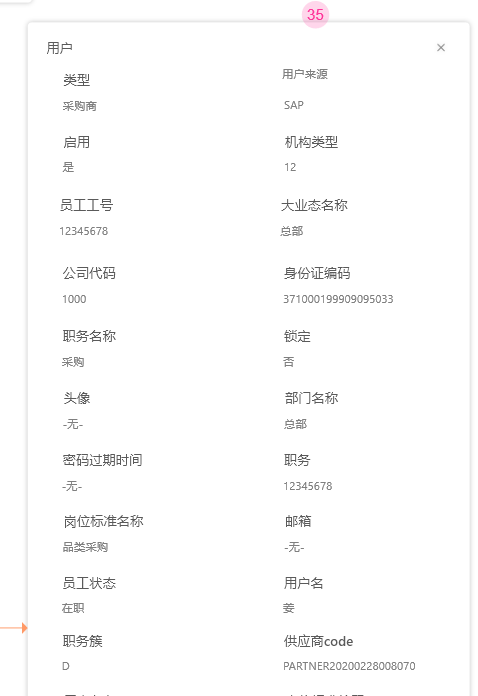 35
用户 ×
类型 用户来源
采购商 SAP
启用 机构类型
是 12
员工工号 大业态名称
12345678 总部
公司代码 身份证编码
1000 371000199909095033
职务名称 锁定
采购 否
头像 部门名称
-无- 总部
密码过期时间 职务
-无- 12345678
岗位标准名称 邮箱
品类采购 -无-
员工状态 用户名
在职 姜
职务簇 供应商code
D PARTNER20200228008070